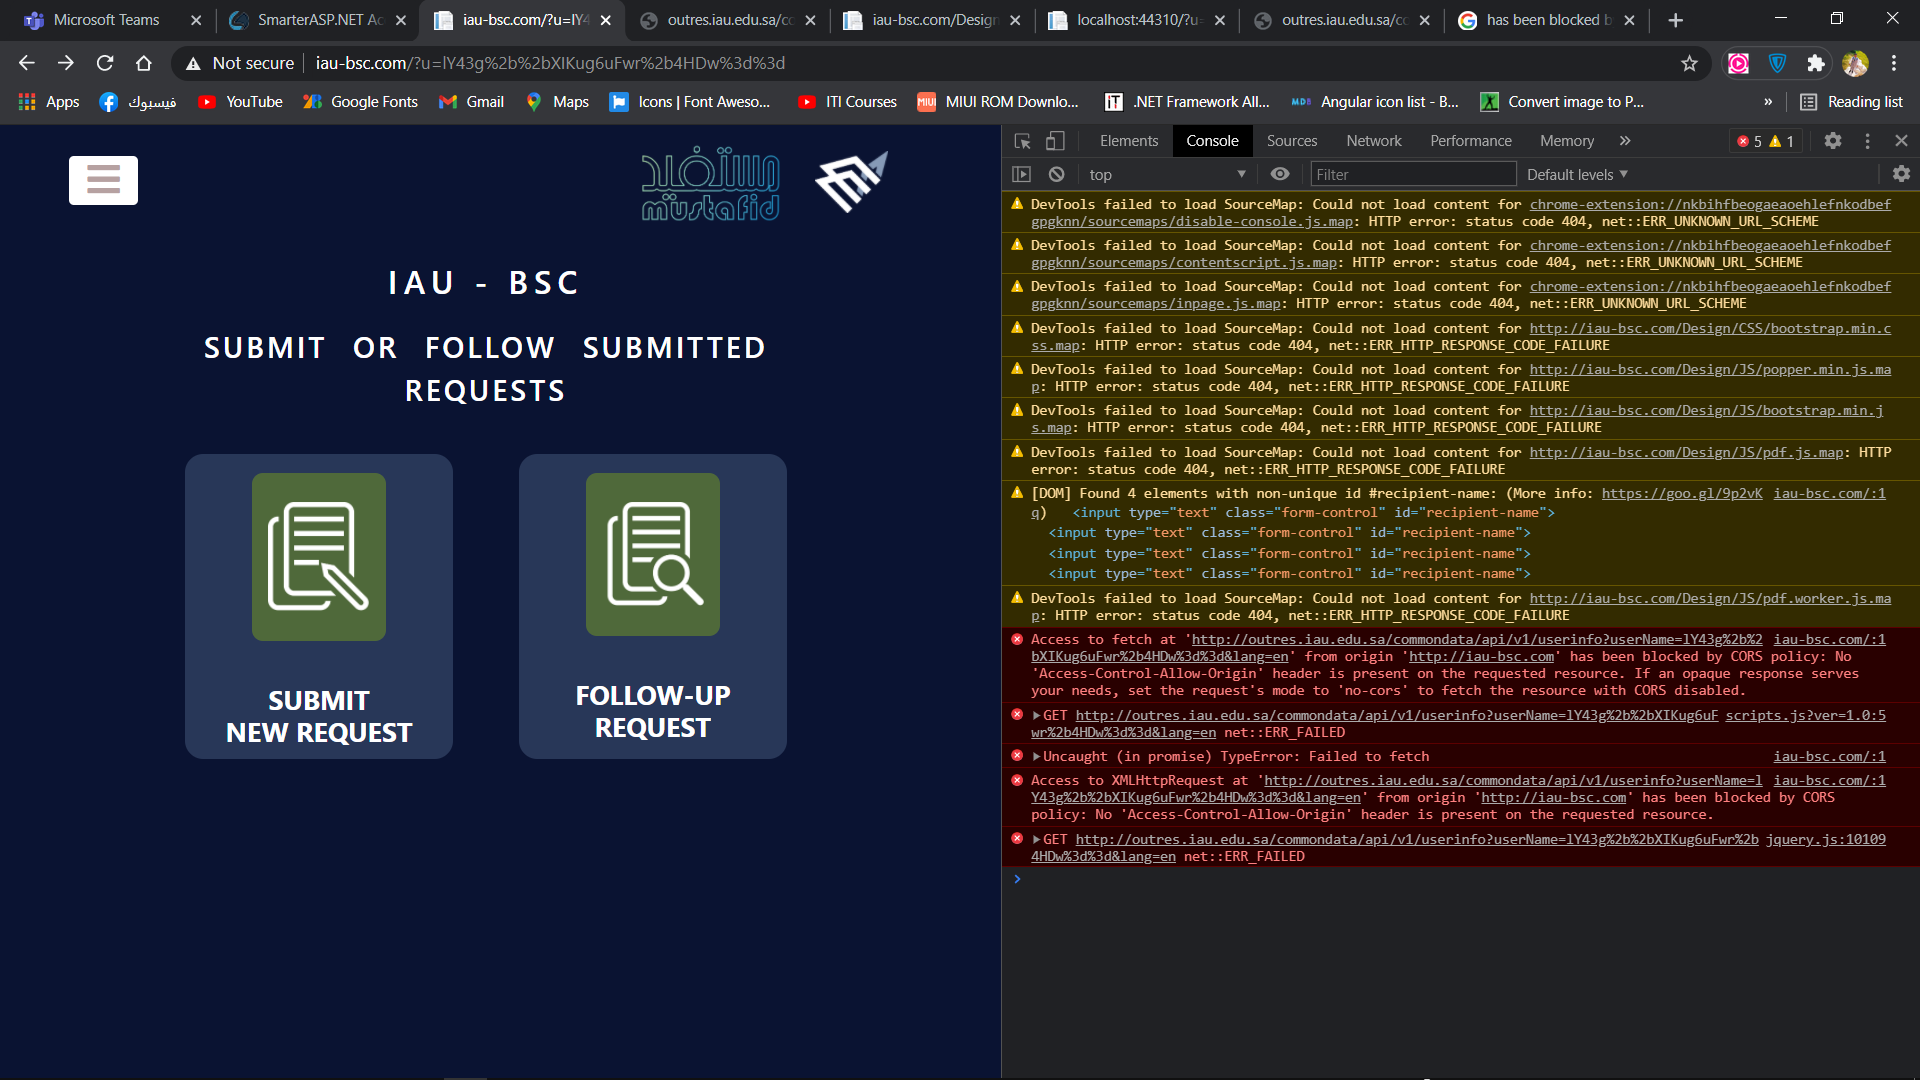 Microsoft Teams
SmarterASP.NET Ac
iau-bsc.com/?u=lY4
outres.iau.edu.sa/co
iau-bsc.com/Design
localhost:44310/?u=
outres.iau.edu.sa/co
has been blocked b
Not secure
iau-bsc.com/?u=lY43g%2b%2bXIKug6uFwr%2b4HDw%3d%3d
Apps
فيسبوك
YouTube
Google Fonts
Gmail
Maps
Icons | Font Aweso...
ITI Courses
MIUI ROM Downlo...
.NET Framework All...
Angular icon list - B...
Convert image to P...
»
Reading list
مستفيد
müstafid
IAU - BSC
SUBMIT OR FOLLOW SUBMITTED
REQUESTS
SUBMIT
NEW REQUEST
FOLLOW-UP
REQUEST
Elements
Console
Sources
Network
Performance
Memory
»
5
1
top
Filter
Default levels
DevTools failed to load SourceMap: Could not load content for chrome-extension://nkbihfbeogaeaoehlefnkodbef
gpgknn/sourcemaps/disable-console.js.map: HTTP error: status code 404, net::ERR_UNKNOWN_URL_SCHEME
DevTools failed to load SourceMap: Could not load content for chrome-extension://nkbihfbeogaeaoehlefnkodbef
gpgknn/sourcemaps/contentscript.js.map: HTTP error: status code 404, net::ERR_UNKNOWN_URL_SCHEME
DevTools failed to load SourceMap: Could not load content for chrome-extension://nkbihfbeogaeaoehlefnkodbef
gpgknn/sourcemaps/inpage.js.map: HTTP error: status code 404, net::ERR_UNKNOWN_URL_SCHEME
DevTools failed to load SourceMap: Could not load content for http://iau-bsc.com/Design/CSS/bootstrap.min.c
ss.map: HTTP error: status code 404, net::ERR_HTTP_RESPONSE_CODE_FAILURE
DevTools failed to load SourceMap: Could not load content for http://iau-bsc.com/Design/JS/popper.min.js.ma
p: HTTP error: status code 404, net::ERR_HTTP_RESPONSE_CODE_FAILURE
DevTools failed to load SourceMap: Could not load content for http://iau-bsc.com/Design/JS/bootstrap.min.j
s.map: HTTP error: status code 404, net::ERR_HTTP_RESPONSE_CODE_FAILURE
DevTools failed to load SourceMap: Could not load content for http://iau-bsc.com/Design/JS/pdf.js.map: HTTP
error: status code 404, net::ERR_HTTP_RESPONSE_CODE_FAILURE
[DOM] Found 4 elements with non-unique id #recipient-name: (More info: https://goo.gl/9p2vK iau-bsc.com/:1
q) <input type="text" class="form-control" id="recipient-name">
<input type="text" class="form-control" id="recipient-name">
<input type="text" class="form-control" id="recipient-name">
<input type="text" class="form-control" id="recipient-name">
DevTools failed to load SourceMap: Could not load content for http://iau-bsc.com/Design/JS/pdf.worker.js.ma
p: HTTP error: status code 404, net::ERR_HTTP_RESPONSE_CODE_FAILURE
Access to fetch at 'http://outres.iau.edu.sa/commondata/api/v1/userinfo?userName=lY43g%2b%2 iau-bsc.com/:1
bXIKug6uFwr%2b4HDw%3d%3d&lang=en' from origin 'http://iau-bsc.com' has been blocked by CORS policy: No
'Access-Control-Allow-Origin' header is present on the requested resource. If an opaque response serves
your needs, set the request's mode to 'no-cors' to fetch the resource with CORS disabled.
GET http://outres.iau.edu.sa/commondata/api/v1/userinfo?userName=lY43g%2b%2bXIKug6uF scripts.js?ver=1.0:5
wr%2b4HDw%3d%3d&lang=en net::ERR_FAILED
Uncaught (in promise) TypeError: Failed to fetch iau-bsc.com/:1
Access to XMLHttpRequest at 'http://outres.iau.edu.sa/commondata/api/v1/userinfo?userName=l iau-bsc.com/:1
Y43g%2b%2bXIKug6uFwr%2b4HDw%3d%3d&lang=en' from origin 'http://iau-bsc.com' has been blocked by CORS
policy: No 'Access-Control-Allow-Origin' header is present on the requested resource.
GET http://outres.iau.edu.sa/commondata/api/v1/userinfo?userName=lY43g%2b%2bXIKug6uFwr%2b jquery.js:10109
4HDw%3d%3d&lang=en net::ERR_FAILED